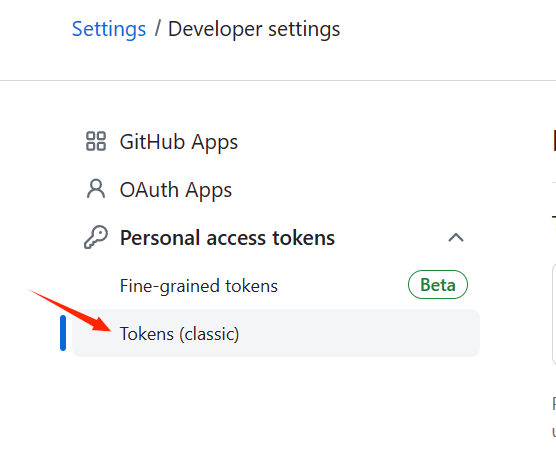 Settings / Developer settings
GitHub Apps
OAuth Apps
Personal access tokens
Fine-grained tokens Beta
Tokens (classic)